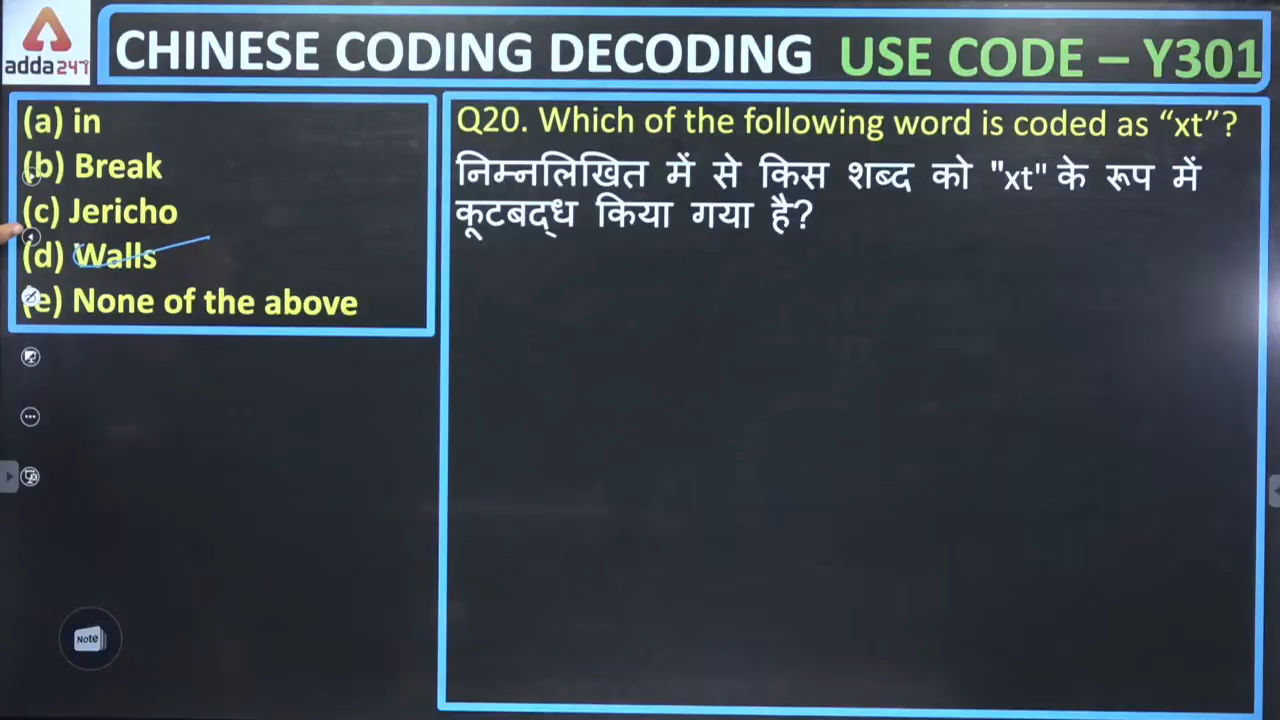 adda247
CHINESE CODING DECODING USE CODE – Y301
(a) in
(b) Break
(c) Jericho
(d) Walls
(e) None of the above
Q20. Which of the following word is coded as “xt”?
निम्नलिखित में से किस शब्द को "xt" के रूप में
कूटबद्ध किया गया है?
Note